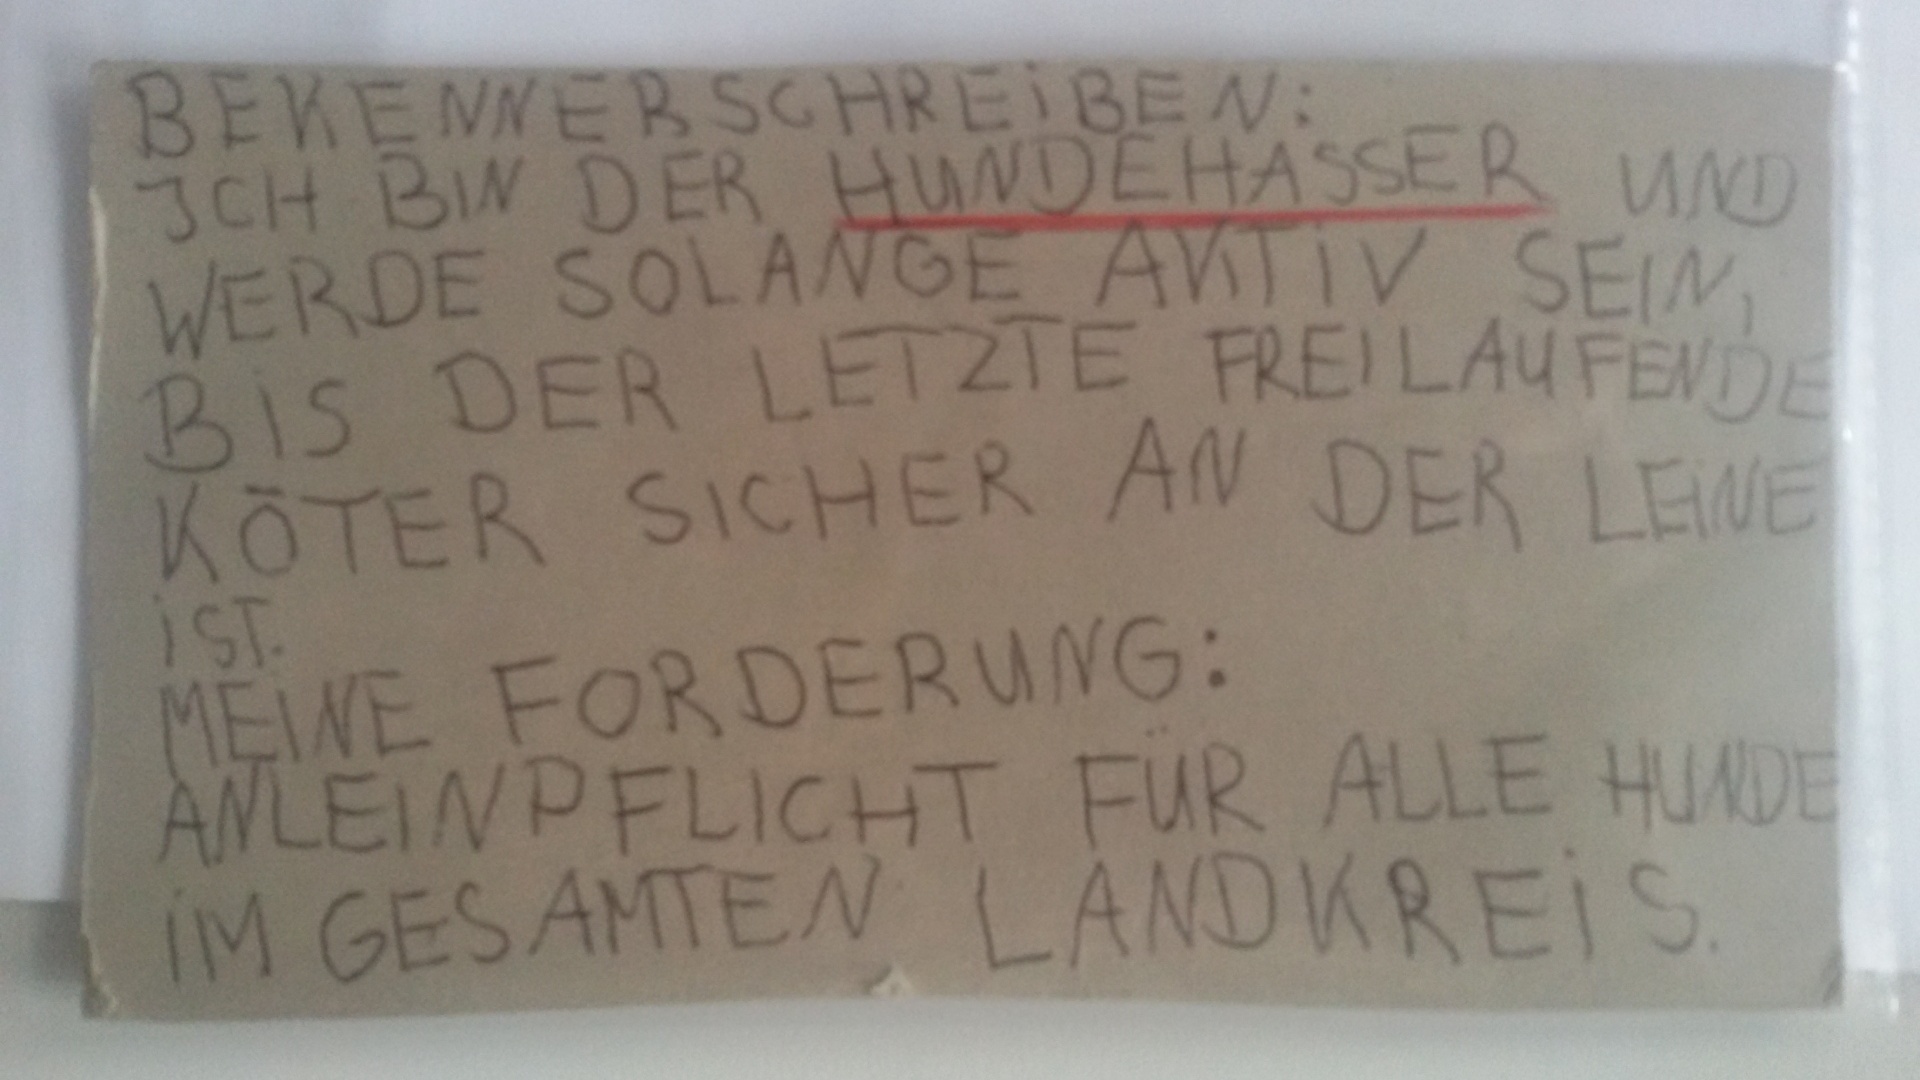 BEKENNERSCHREIBEN:
ICH BIN DER HUNDEHASSER UND
WERDE SOLANGE AKTIV SEIN,
BIS DER LETZTE FREILAUFENDE
KÖTER SICHER AN DER LEINE
IST.
MEINE FORDERUNG:
ANLEINPFLICHT FÜR ALLE HUNDE
IM GESAMTEN LANDKREIS.